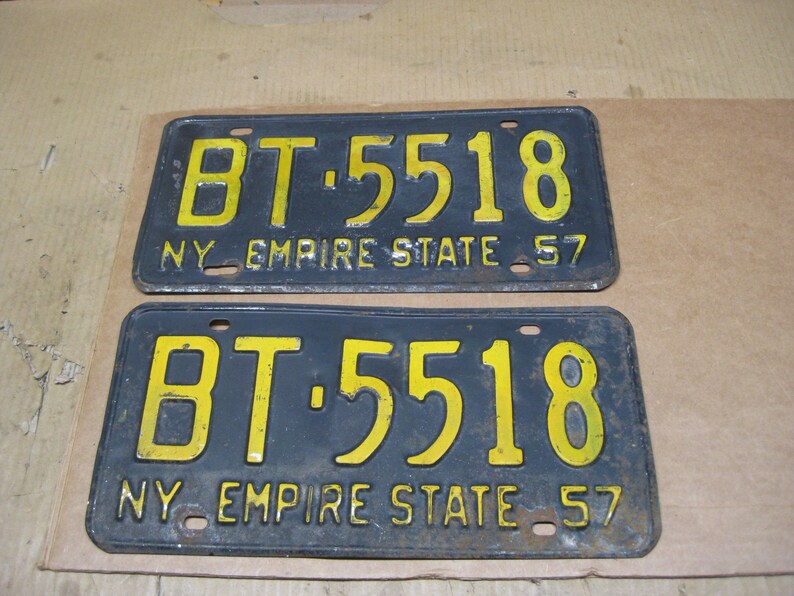 BT·5518
NY EMPIRE STATE 57
BT·5518
NY EMPIRE STATE 57